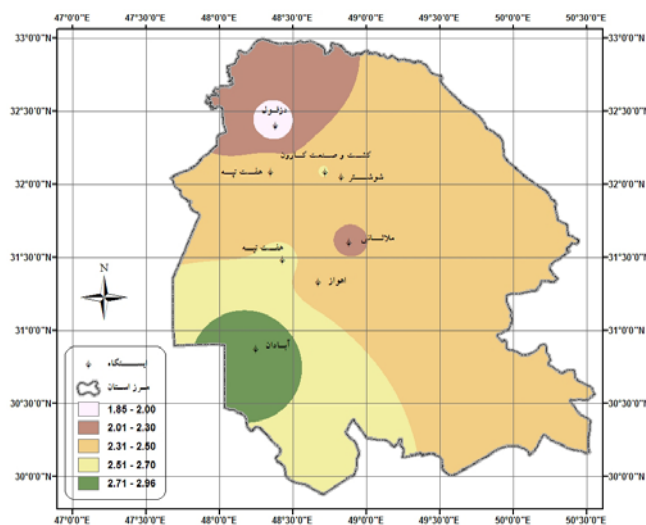 47°0'0"E 47°30'0"E 48°0'0"E 48°30'0"E 49°0'0"E 49°30'0"E 50°0'0"E 50°30'0"E
33°0'0"N 33°0'0"N
32°30'0"N 32°30'0"N
دزفول
کشت و صنعت کارون
هفت تپه
شوشتر
32°0'0"N 32°0'0"N
ملاثانی
هفت تپه
31°30'0"N 31°30'0"N
اهواز
N
31°0'0"N 31°0'0"N
آبادان
ایستگاه
مرز استان
30°30'0"N 30°30'0"N
1.85 - 2.00
2.01 - 2.30
2.31 - 2.50
2.51 - 2.70
2.71 - 2.96
30°0'0"N 30°0'0"N
47°0'0"E 47°30'0"E 48°0'0"E 48°30'0"E 49°0'0"E 49°30'0"E 50°0'0"E 50°30'0"E